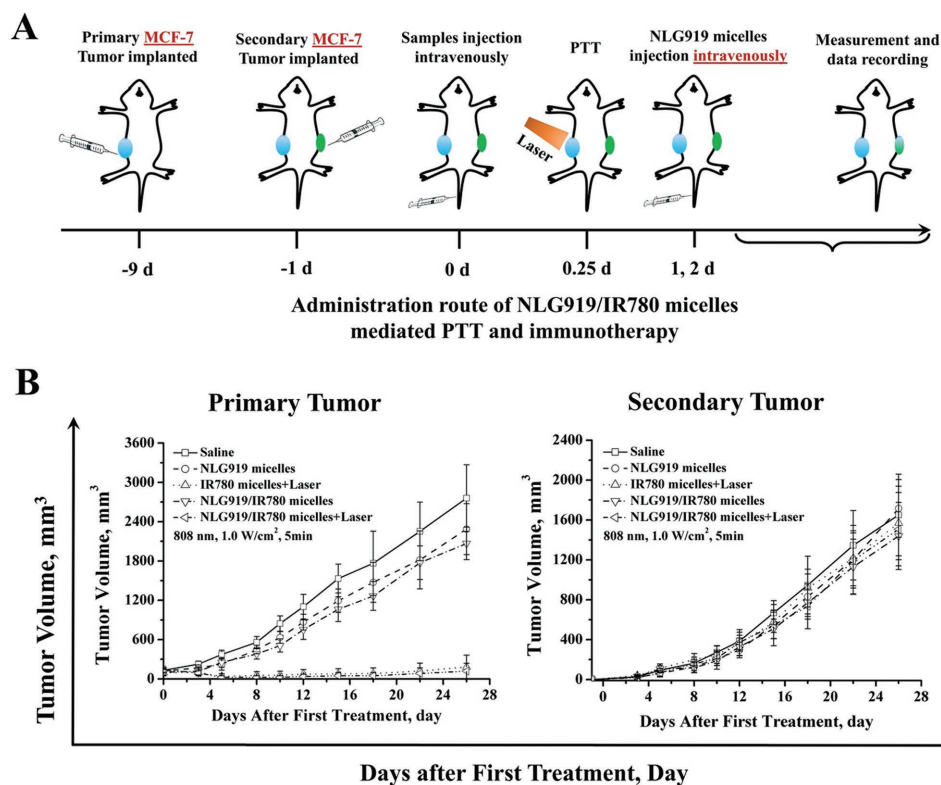 A
Primary MCF-7
Tumor implanted
Secondary MCF-7
Tumor implanted
Samples injection
intravenously
PTT
NLG919 micelles
injection intravenously
Measurement and
data recording
Laser
-9 d
-1 d
0 d
0.25 d
1, 2 d
Administration route of NLG919/IR780 micelles
mediated PTT and immunotherapy
B
Primary Tumor
Tumor Volume, mm³
Tumor Volume, mm³
3600
3000
2400
1800
1200
600
0
Saline
NLG919 micelles
IR780 micelles+Laser
NLG919/IR780 micelles
NLG919/IR780 micelles+Laser
808 nm, 1.0 W/cm², 5min
0 4 8 12 16 20 24 28
Days After First Treatment, day
Secondary Tumor
Tumor Volume, mm³
2400
2000
1600
1200
800
400
0
Saline
NLG919 micelles
IR780 micelles+Laser
NLG919/IR780 micelles
NLG919/IR780 micelles+Laser
808 nm, 1.0 W/cm², 5min
0 4 8 12 16 20 24 28
Days After First Treatment, day
Days after First Treatment, Day